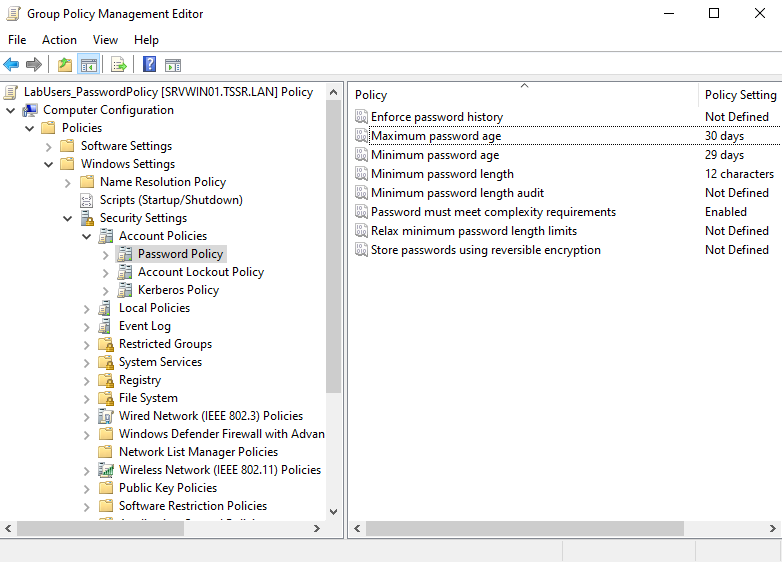 Group Policy Management Editor
File Action View Help
LabUsers_PasswordPolicy [SRVWIN01.TSSR.LAN] Policy
Computer Configuration
Policies
Software Settings
Windows Settings
Name Resolution Policy
Scripts (Startup/Shutdown)
Security Settings
Account Policies
Password Policy
Account Lockout Policy
Kerberos Policy
Local Policies
Event Log
Restricted Groups
System Services
Registry
File System
Wired Network (IEEE 802.3) Policies
Windows Defender Firewall with Advan
Network List Manager Policies
Wireless Network (IEEE 802.11) Policies
Public Key Policies
Software Restriction Policies
Policy Policy Setting
Enforce password history Not Defined
Maximum password age 30 days
Minimum password age 29 days
Minimum password length 12 characters
Minimum password length audit Not Defined
Password must meet complexity requirements Enabled
Relax minimum password length limits Not Defined
Store passwords using reversible encryption Not Defined